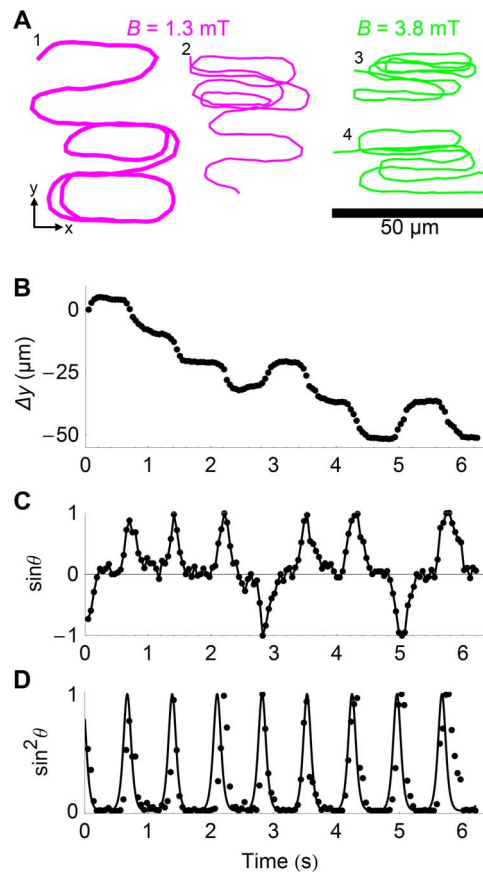 A
B = 1.3 mT
B = 3.8 mT
1
2
3
4
y
x
50 μm
B
Δy (μm)
0
−25
−50
0 1 2 3 4 5 6
C
sinθ
1
0
−1
0 1 2 3 4 5 6
D
sin²θ
1
0
0 1 2 3 4 5 6
Time (s)